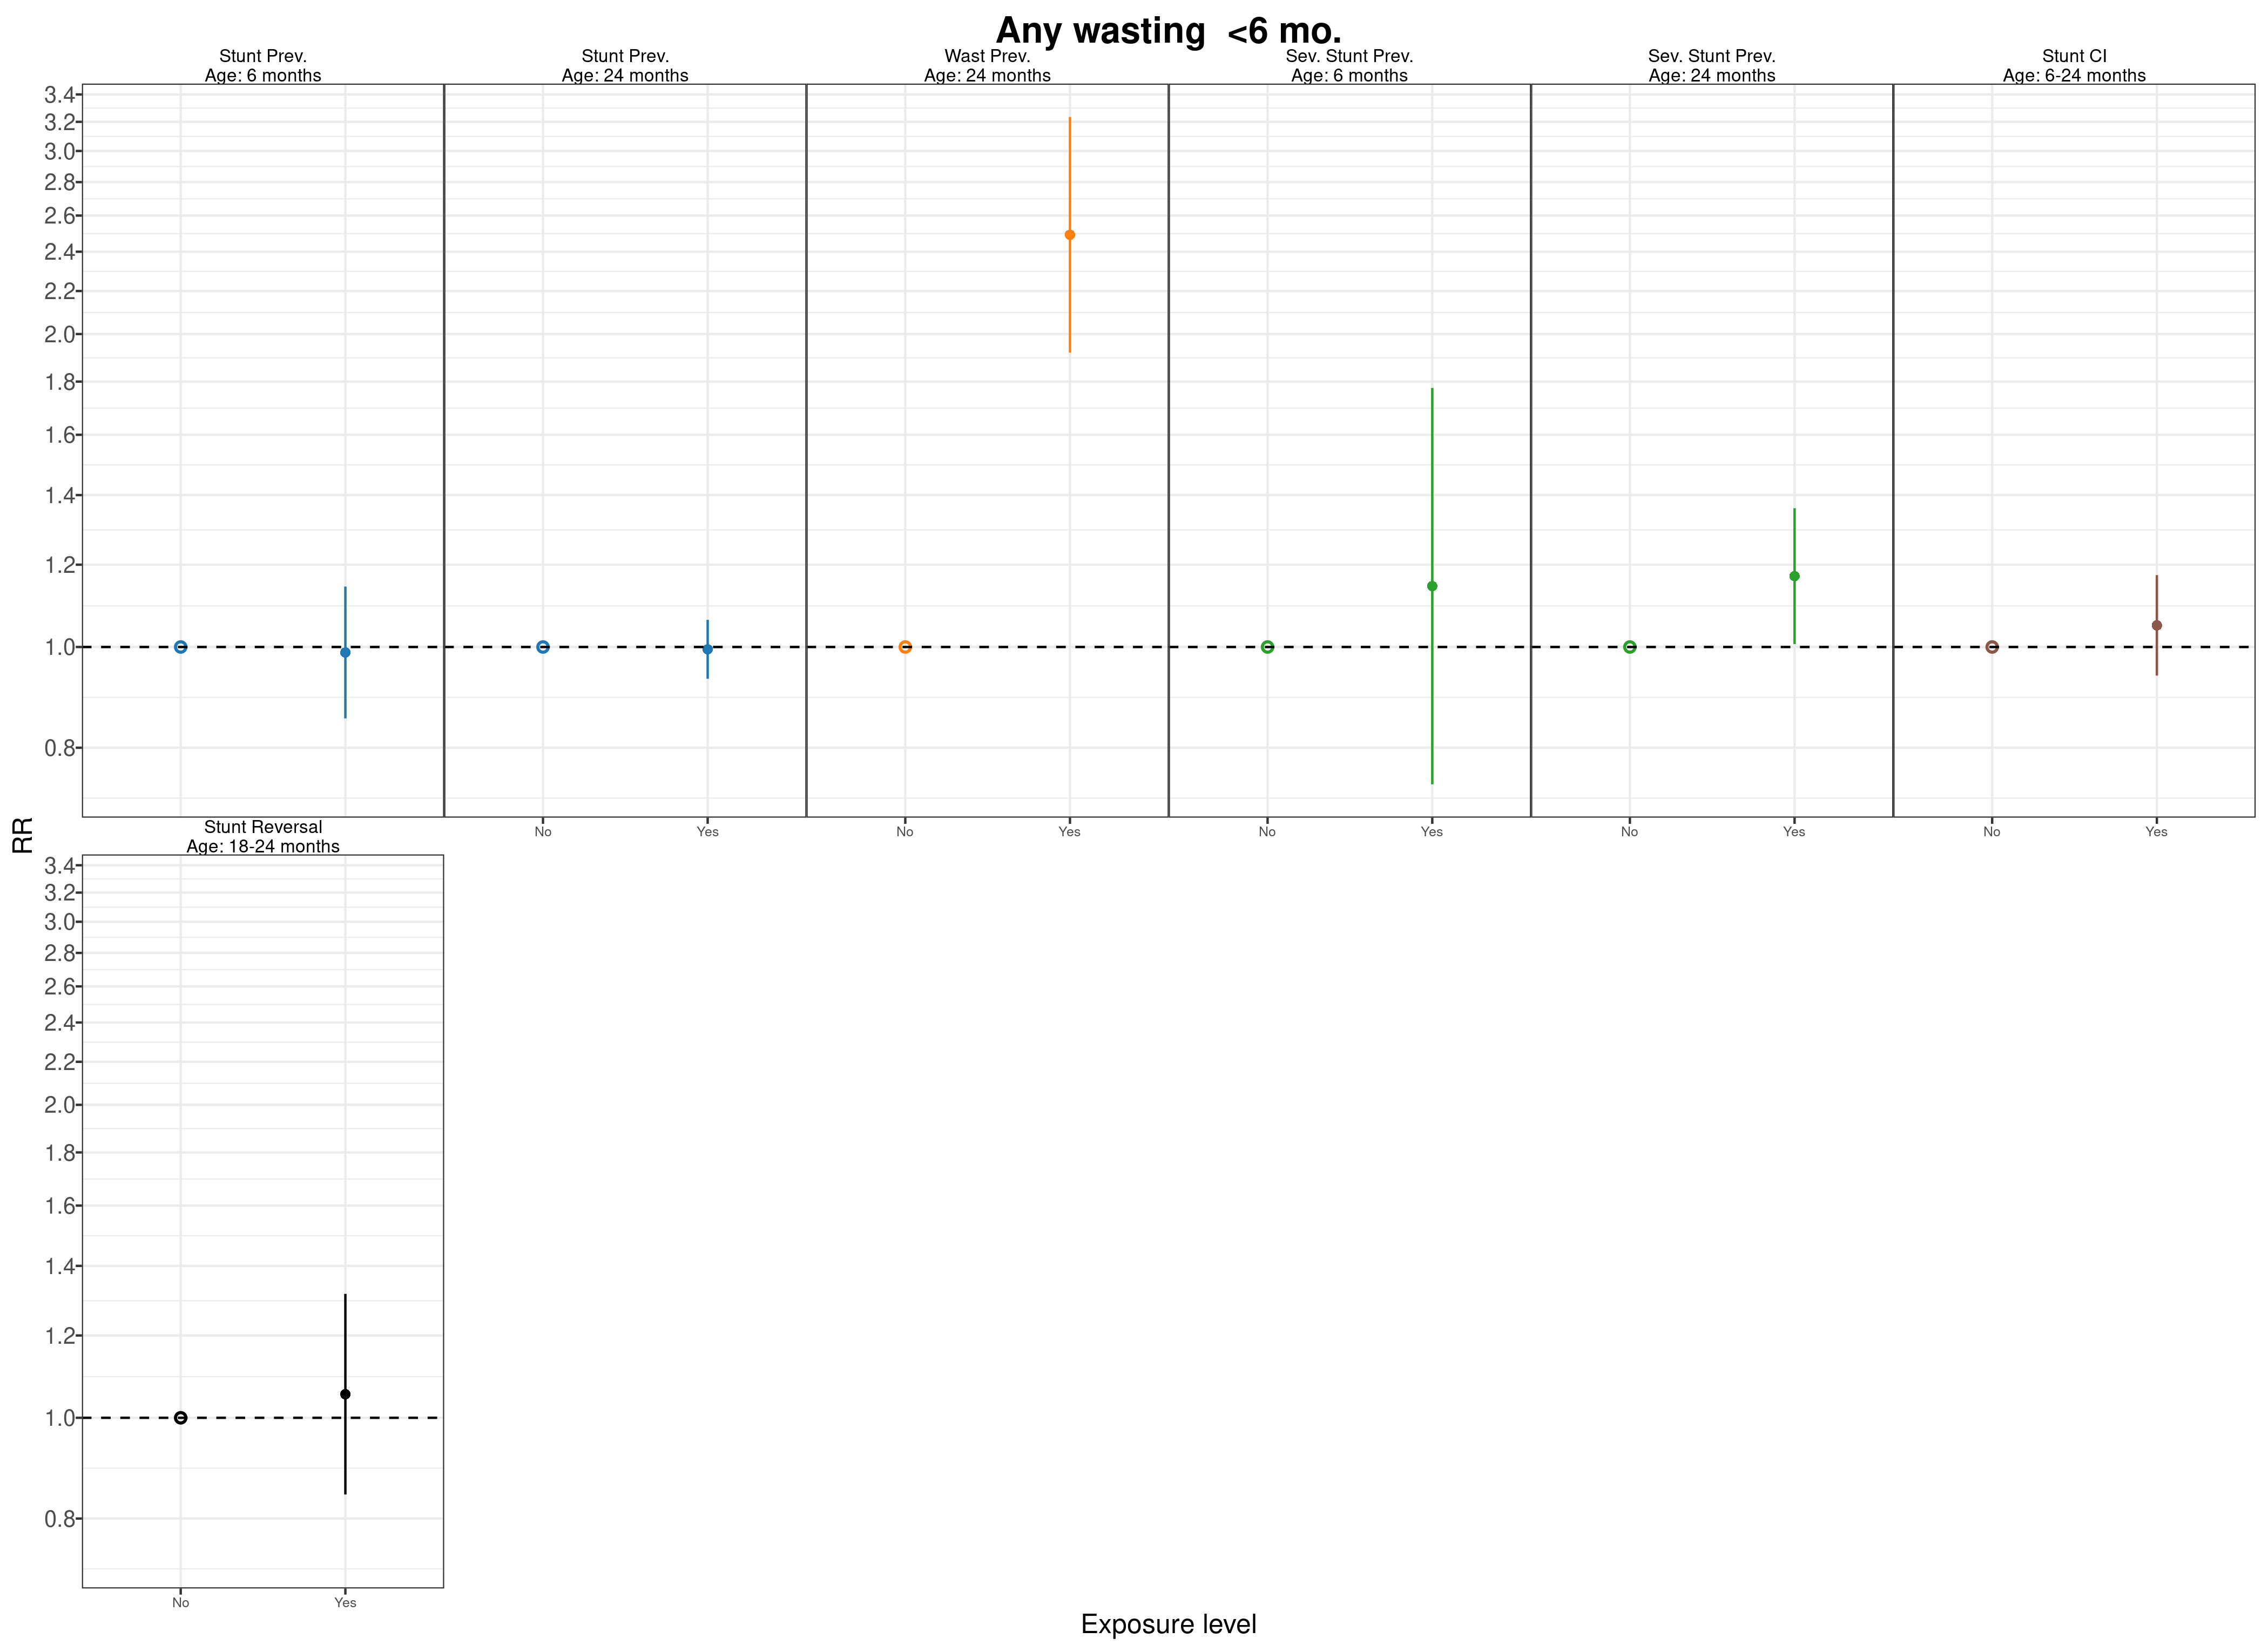 Any wasting  <6 mo.
Stunt Prev.
Age: 6 months
Stunt Prev.
Age: 24 months
Wast Prev.
Age: 24 months
Sev. Stunt Prev.
Age: 6 months
Sev. Stunt Prev.
Age: 24 months
Stunt CI
Age: 6-24 months
3.4
3.2
3.0
2.8
2.6
2.4
2.2
2.0
1.8
1.6
1.4
1.2
1.0
0.8
No
Yes
No
Yes
No
Yes
No
Yes
No
Yes
RR
Stunt Reversal
Age: 18-24 months
3.4
3.2
3.0
2.8
2.6
2.4
2.2
2.0
1.8
1.6
1.4
1.2
1.0
0.8
No
Yes
Exposure level